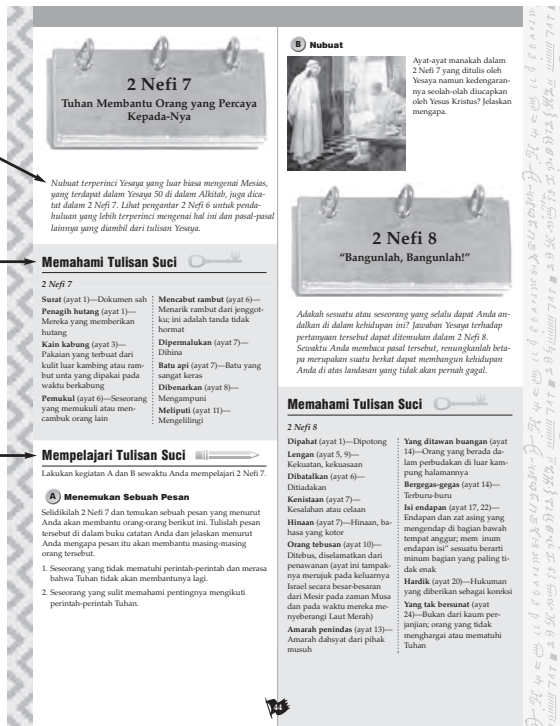 2 Nefi 7
Tuhan Membantu Orang yang Percaya
Kepada-Nya
Nubuat terperinci Yesaya yang luar biasa mengenai Mesias,
yang terdapat dalam Yesaya 50 di dalam Alkitab, juga dica-
tat dalam 2 Nefi 7. Lihat pengantar 2 Nefi 6 untuk penda-
huluan yang lebih terperinci mengenai hal ini dan pasal-pasal
lainnya yang diambil dari tulisan Yesaya.
Memahami Tulisan Suci
2 Nefi 7
Surat (ayat 1)—Dokumen sah
Penagih hutang (ayat 1)—
Mereka yang memberikan
hutang
Kain kabung (ayat 3)—
Pakaian yang terbuat dari
kulit luar kambing atau ram-
but unta yang dipakai pada
waktu berkabung
Pemukul (ayat 6)—Seseorang
yang memukuli atau men-
cambuk orang lain
Mencabut rambut (ayat 6)—
Menarik rambut dari jenggot-
ku; ini adalah tanda tidak
hormat
Dipermalukan (ayat 7)—
Dihina
Batu api (ayat 7)—Batu yang
sangat keras
Dibenarkan (ayat 8)—
Mengampuni
Meliputi (ayat 11)—
Mengelilingi
Mempelajari Tulisan Suci
Lakukan kegiatan A dan B sewaktu Anda mempelajari 2 Nefi 7.
A Menemukan Sebuah Pesan
Selidikilah 2 Nefi 7 dan temukan sebuah pesan yang menurut
Anda akan membantu orang-orang berikut ini. Tulislah pesan
tersebut di dalam buku catatan Anda dan jelaskan menurut
Anda mengapa pesan itu akan membantu masing-masing
orang tersebut.
1. Seseorang yang tidak mematuhi perintah-perintah dan merasa
bahwa Tuhan tidak akan membantunya lagi.
2. Seseorang yang sulit memahami pentingnya mengikuti
perintah-perintah Tuhan.
B Nubuat
Ayat-ayat manakah dalam
2 Nefi 7 yang ditulis oleh
Yesaya namun kedengaran-
nya seolah-olah diucapkan
oleh Yesus Kristus? Jelaskan
mengapa.
2 Nefi 8
“Bangunlah, Bangunlah!”
Adakah sesuatu atau seseorang yang selalu dapat Anda an-
dalkan di dalam kehidupan ini? Jawaban Yesaya terhadap
pertanyaan tersebut dapat ditemukan dalam 2 Nefi 8.
Sewaktu Anda membaca pasal tersebut, renungkanlah beta-
pa merupakan suatu berkat dapat membangun kehidupan
Anda di atas landasan yang tidak akan pernah gagal.
Memahami Tulisan Suci
2 Nefi 8
Dipahat (ayat 1)—Dipotong
Lengan (ayat 5, 9)—
Kekuatan, kekuasaan
Dibatalkan (ayat 6)—
Ditiadakan
Kenistaan (ayat 7)—
Kesalahan atau celaan
Hinaan (ayat 7)—Hinaan, ba-
hasa yang kotor
Orang tebusan (ayat 10)—
Ditebus, diselamatkan dari
penawanan (ayat ini tampak-
nya merujuk pada keluarnya
Israel secara besar-besaran
dari Mesir pada zaman Musa
dan pada waktu mereka me-
nyeberangi Laut Merah)
Amarah penindas (ayat 13)—
Amarah dahsyat dari pihak
musuh
Yang ditawan buangan (ayat
14)—Orang yang berada da-
lam perbudakan di luar kam-
pung halamannya
Bergegas-gegas (ayat 14)—
Terburu-buru
Isi endapan (ayat 17, 22)—
Endapan dan zat asing yang
mengendap di bagian bawah
tempat anggur; mem inum
endapan isi” sesuatu berarti
minum bagian yang paling ti-
dak enak
Hardik (ayat 20)—Hukuman
yang diberikan sebagai koreksi
Yang tak bersunat (ayat
24)—Bukan dari kaum per-
janjian; orang yang tidak
menghargai atau mematuhi
Tuhan
44